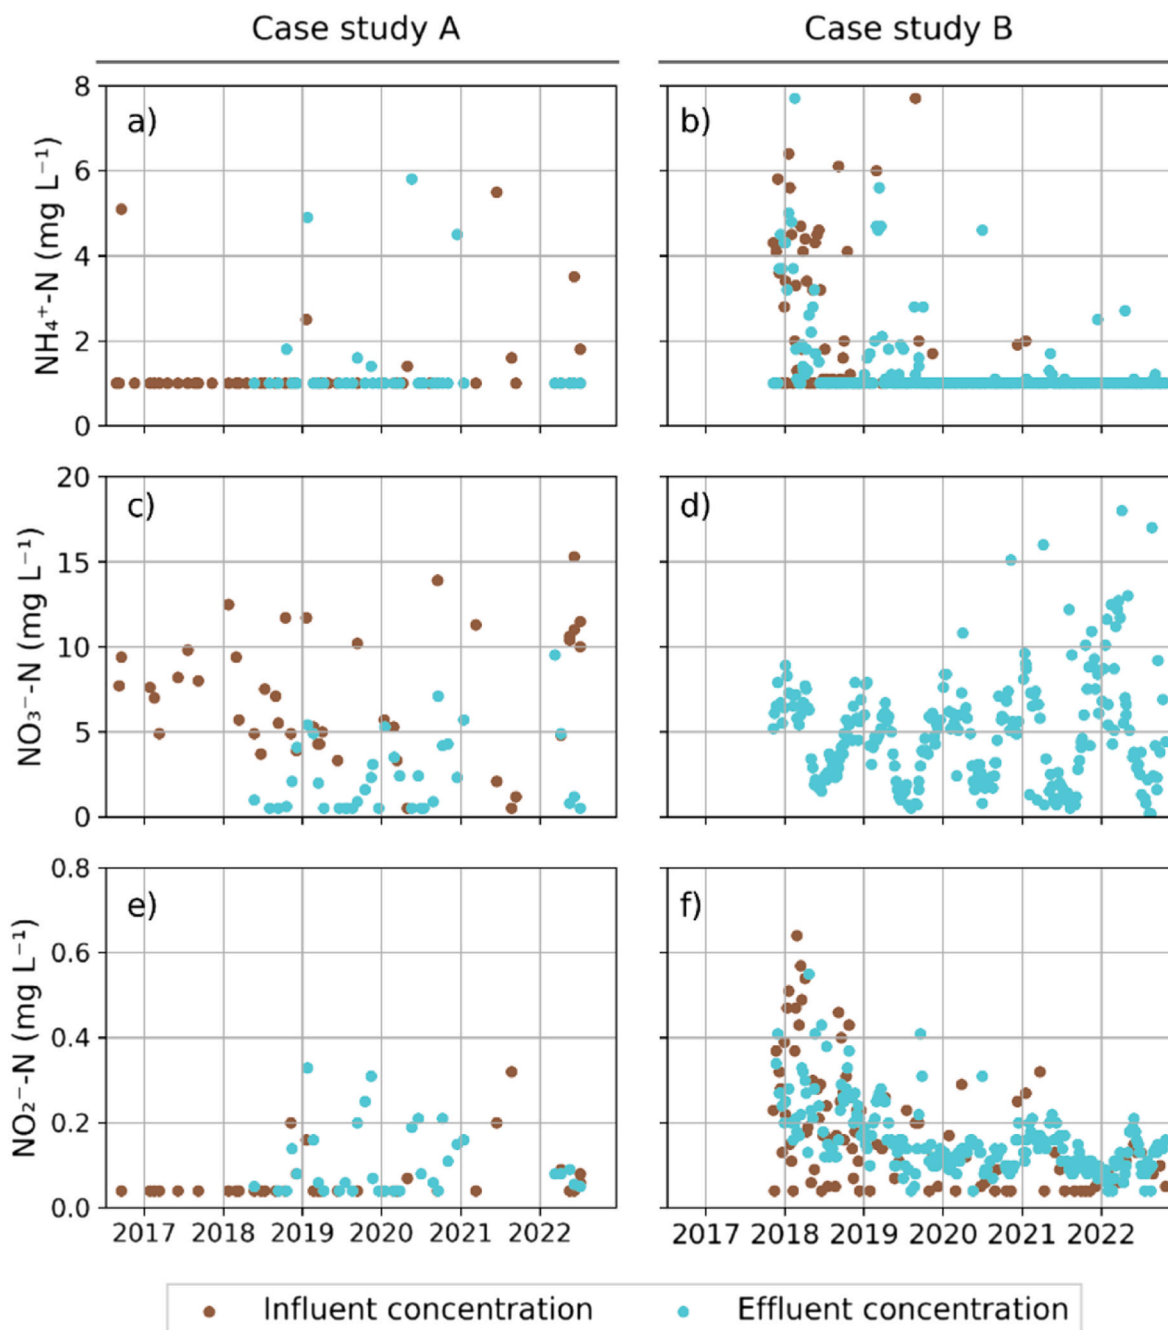 Case study A
Case study B
a)
b)
NH₄⁺-N (mg L⁻¹)
8
6
4
2
0
c)
d)
NO₃⁻-N (mg L⁻¹)
20
15
10
5
0
e)
f)
NO₂⁻-N (mg L⁻¹)
0.8
0.6
0.4
0.2
0.0
2017 2018 2019 2020 2021 2022
2017 2018 2019 2020 2021 2022
Influent concentration
Effluent concentration